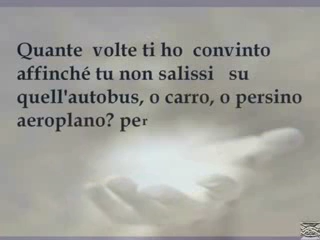 Quante volte ti ho convinto
affinché tu non salissi su
quell'autobus, o carro, o persino
aeroplano? per